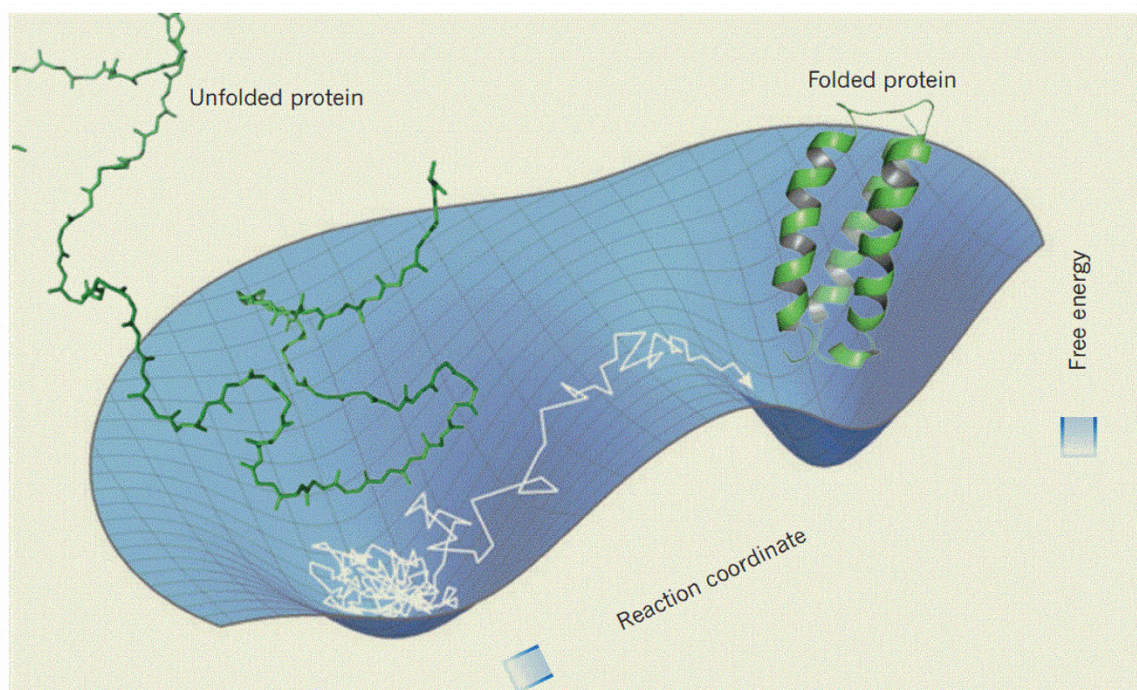 Unfolded protein
Folded protein
Free energy
Reaction coordinate